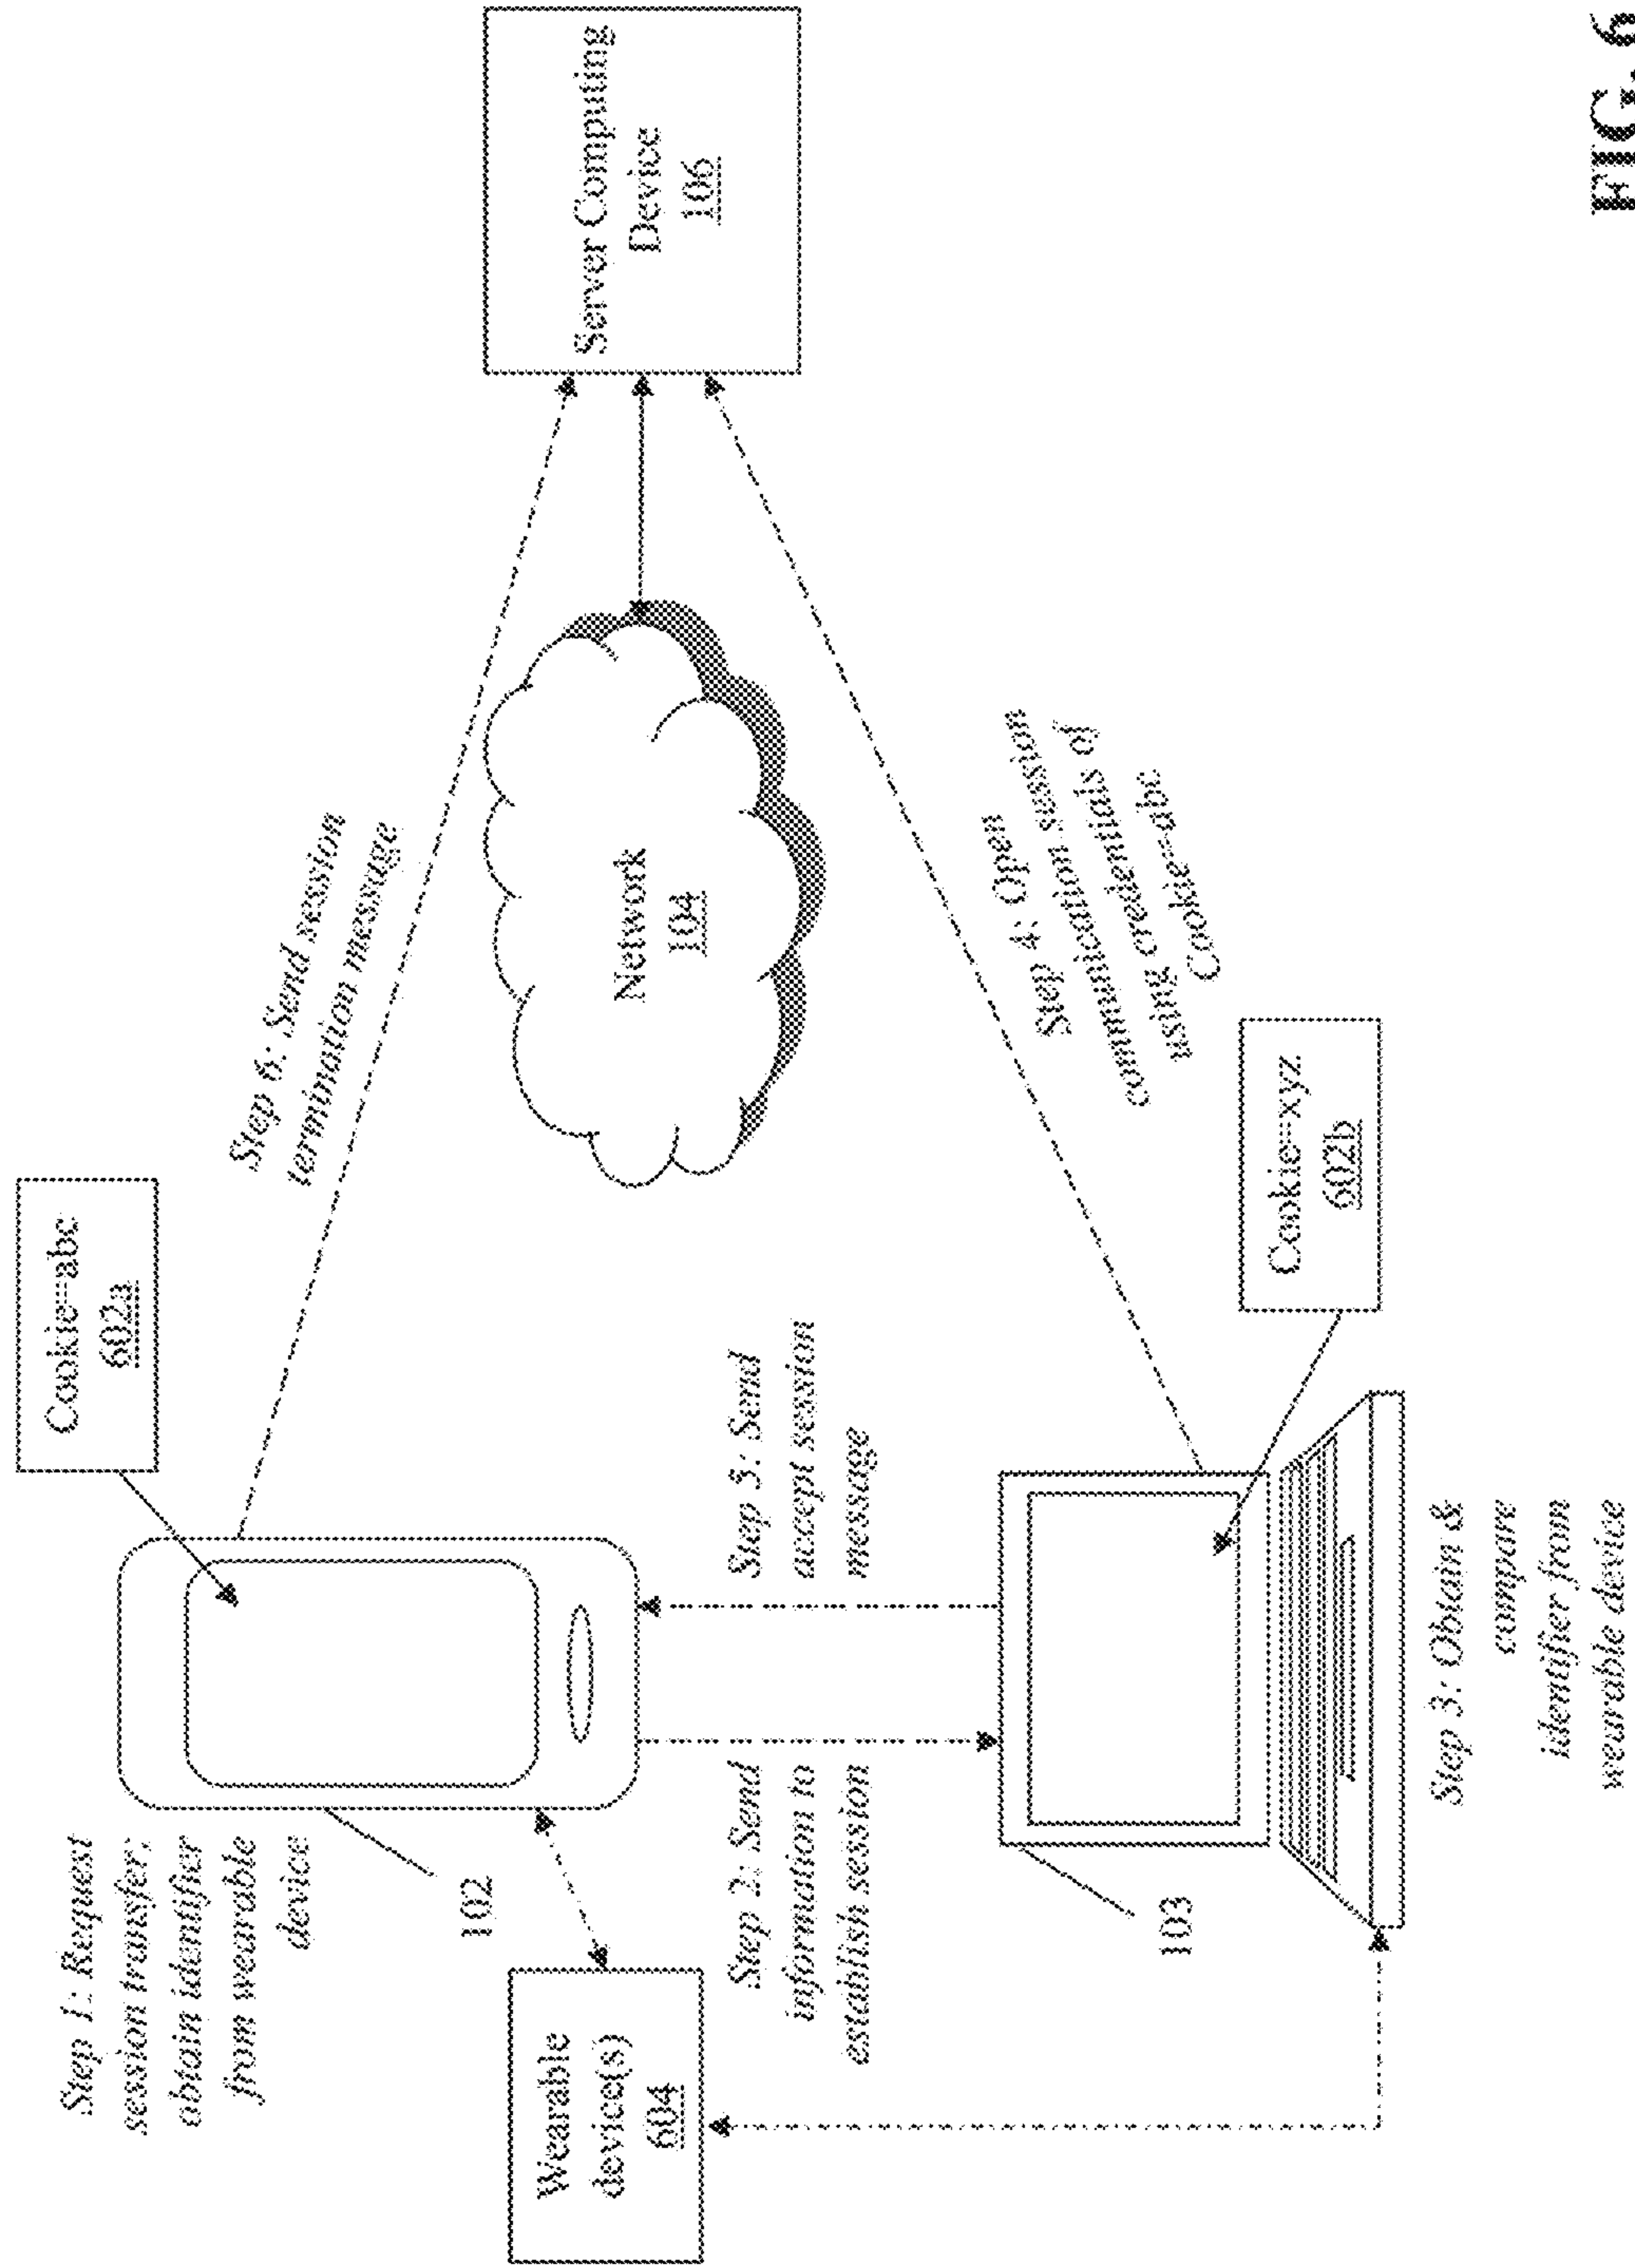 Step 1: Request
session transfer;
obtain identifier
from wearable
device
102
Cookie=abc
602a
Step 6: Send session
termination message
Wearable
device(s)
604
Step 2: Send
information to
establish session
Step 5: Send
accept session
message
Network
104
Server Computing
Device
106
103
Step 3: Obtain &
compare
identifier from
wearable device
Cookie=xyz
602b
Step 4: Open
communication session
using credentials of
Cookie=abc
FIG. 6